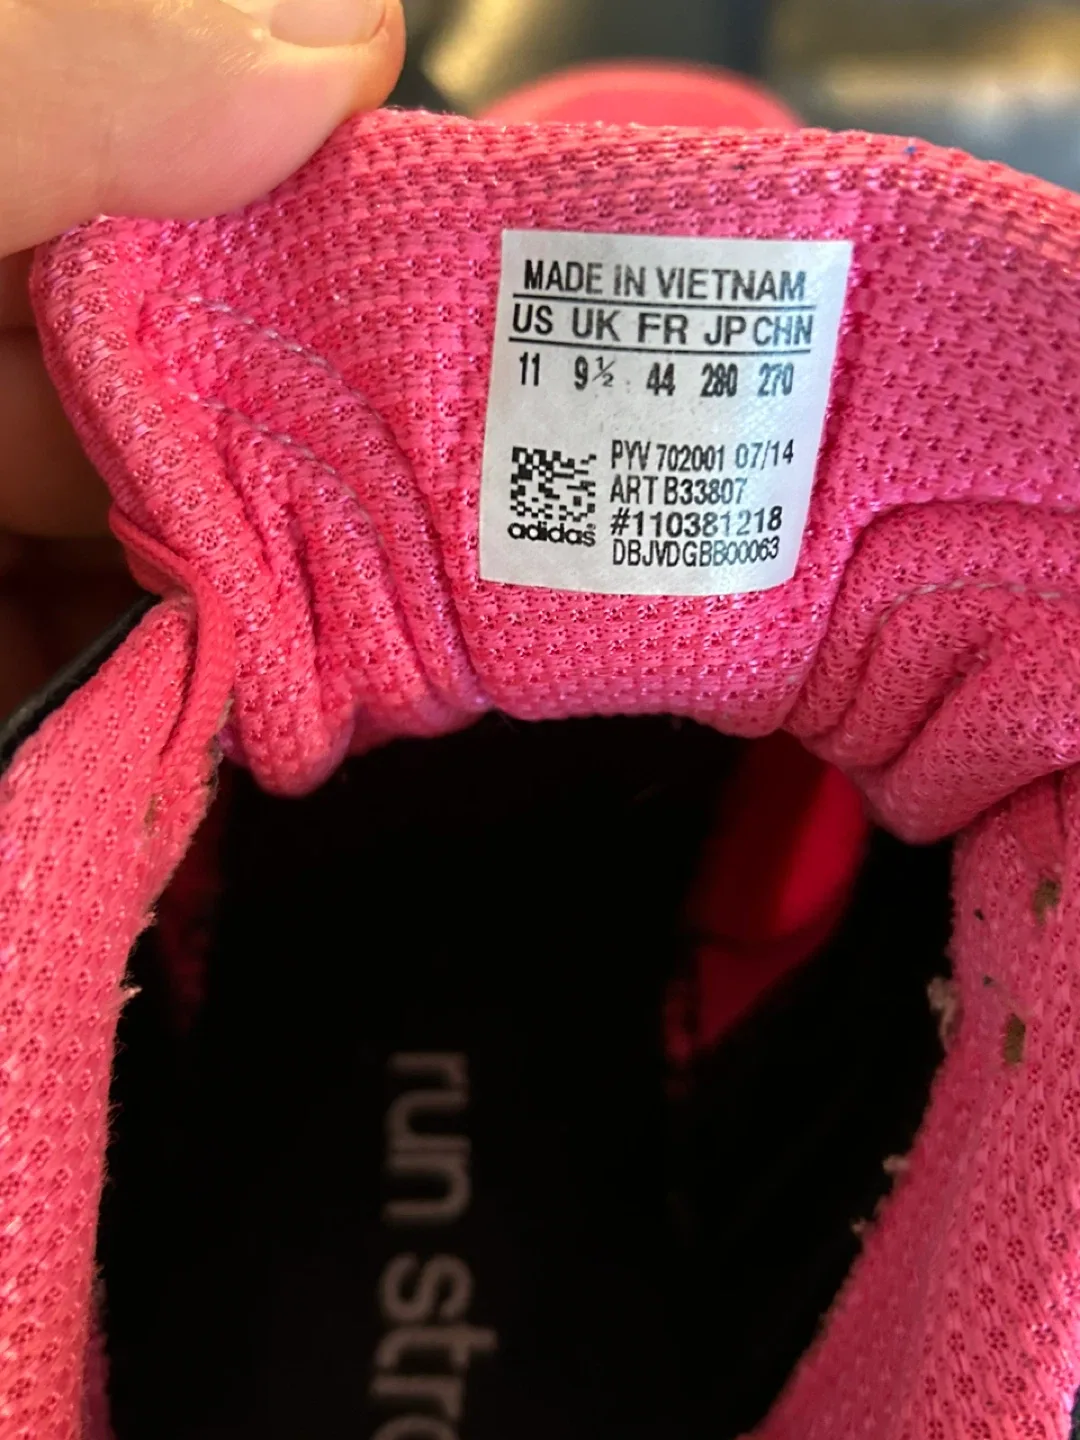 MADE IN VIETNAM
US UK FR JP CHN
11 9½ 44 280 270
PYV 702001 07/14
ART B33807
#110381218
DBJVDGBB00063
adidas
run